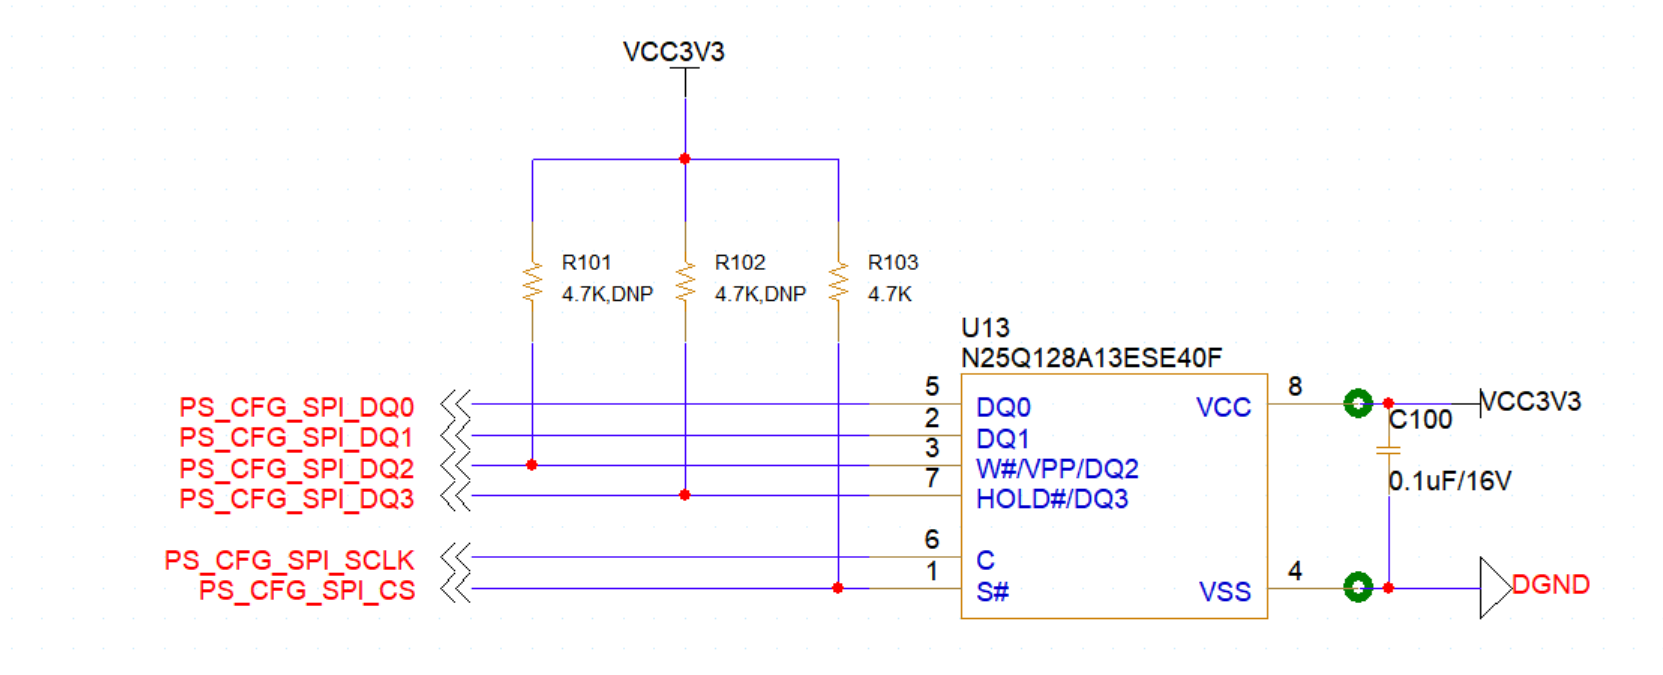 VCC3V3
R101
4.7K,DNP
R102
4.7K,DNP
R103
4.7K
U13
N25Q128A13ESE40F
PS_CFG_SPI_DQ0
5
DQ0
VCC
8
VCC3V3
PS_CFG_SPI_DQ1
2
DQ1
C100
PS_CFG_SPI_DQ2
3
W#/VPP/DQ2
0.1uF/16V
PS_CFG_SPI_DQ3
7
HOLD#/DQ3
PS_CFG_SPI_SCLK
6
C
PS_CFG_SPI_CS
1
S#
VSS
4
DGND